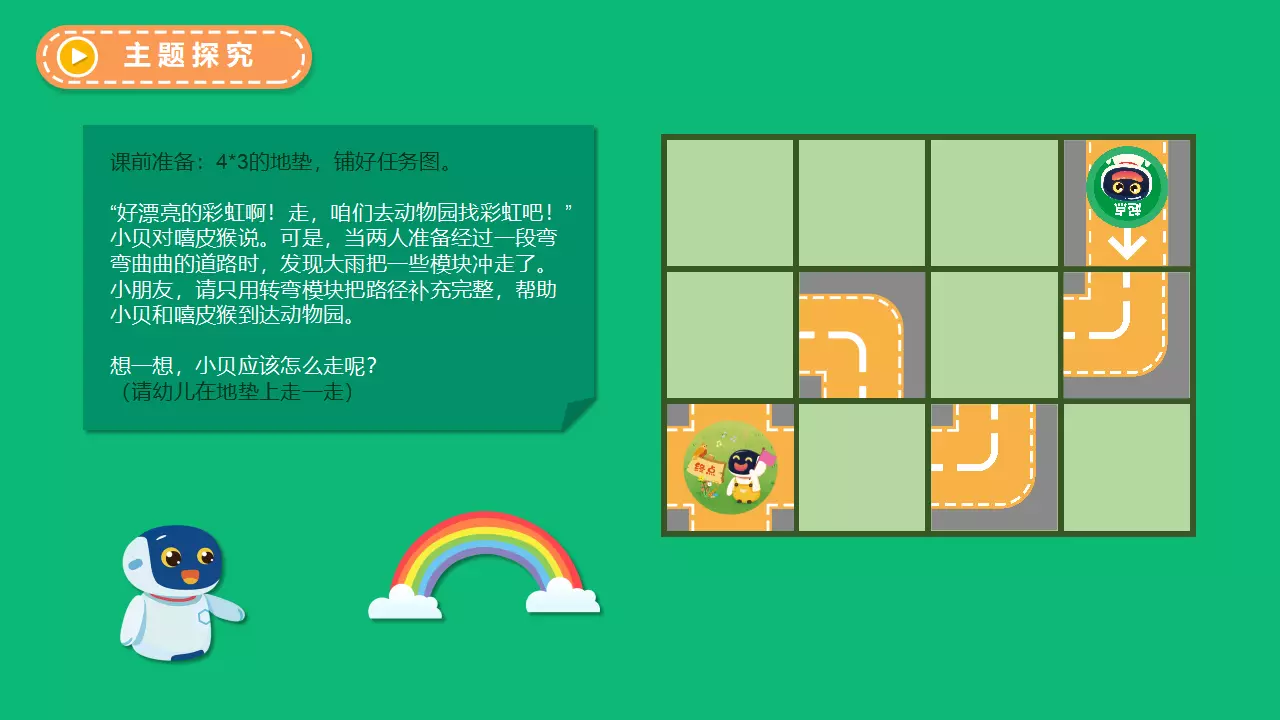 主题探究
课前准备：4*3的地垫，铺好任务图。
“好漂亮的彩虹啊！走，咱们去动物园找彩虹吧！”
小贝对嘻皮猴说。可是，当两人准备经过一段弯
弯曲曲的道路时，发现大雨把一些模块冲走了。
小朋友，请只用转弯模块把路径补充完整，帮助
小贝和嘻皮猴到达动物园。
想一想，小贝应该怎么走呢？
（请幼儿在地垫上走一走）
起点
终点